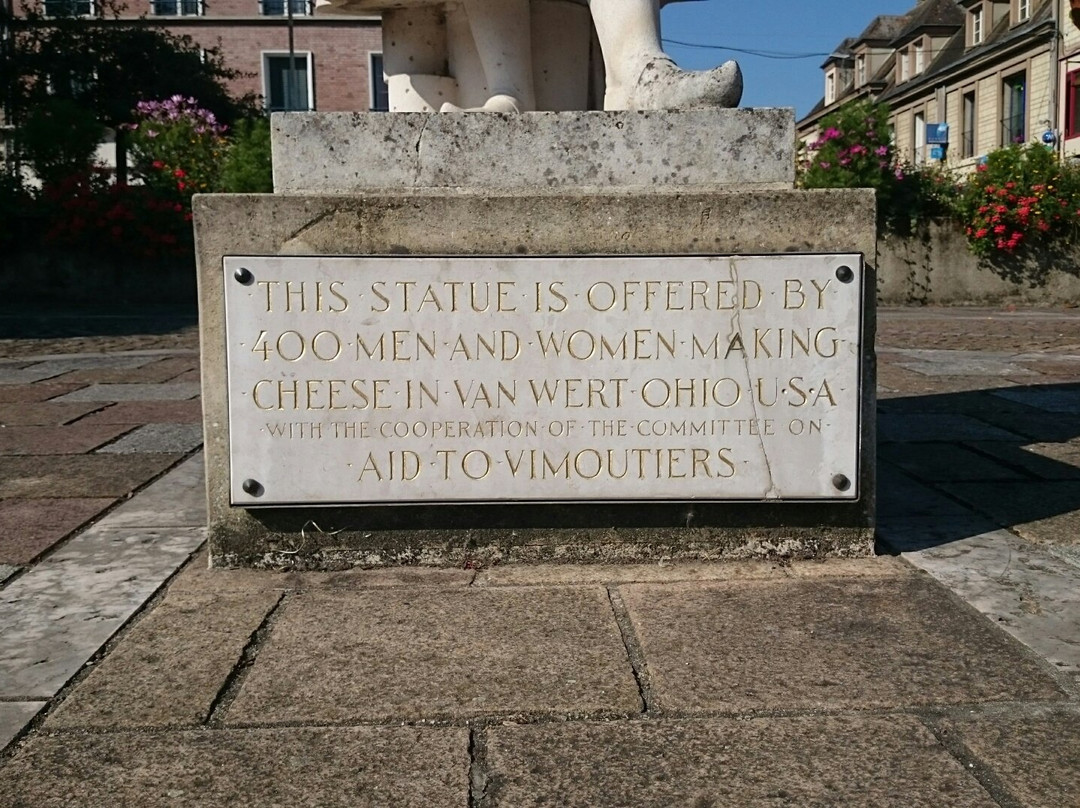 THIS · STATUE · IS · OFFERED · BY
· 400 · MEN · AND · WOMEN · MAKING ·
CHEESE · IN · VAN WERT · OHIO · U · S · A ·
· WITH THE · COOPERATION · OF · THE · COMMITTEE ON ·
· AID · TO · VIMOUTIERS ·